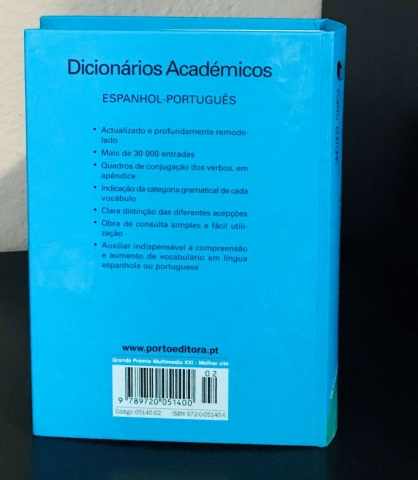 Dicionários Académicos
ESPANHOL-PORTUGUÊS
• Actualizado e profundamente remode-
lado
• Mais de 30 000 entradas
• Quadros de conjugação dos verbos, em
apêndice
• Indicação da categoria gramatical de cada
vocábulo
• Clara distinção das diferentes acepções
• Obra de consulta simples e fácil utili-
zação
• Auxiliar indispensável à compreensão
e aumento de vocabulário em língua
espanhola ou portuguesa
www.portoeditora.pt
Grande Prémio Multimedia XXI - Melhor site
02
9 789720 051400
Código 05140.02
ISBN 972-0-05140-X
PORTO EDITORA